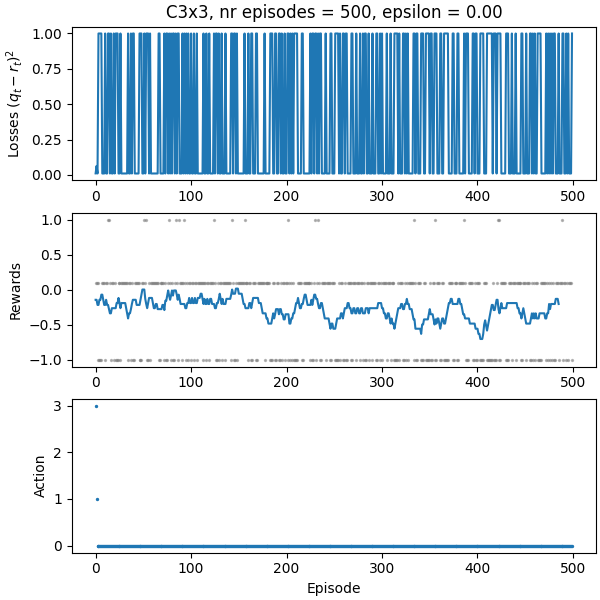 C3x3, nr episodes = 500, epsilon = 0.00
Losses $(q_t - r_t)^2$
1.00
0.75
0.50
0.25
0.00
0 100 200 300 400 500
Rewards
1.0
0.5
0.0
−0.5
−1.0
0 100 200 300 400 500
Action
3
2
1
0
0 100 200 300 400 500
Episode